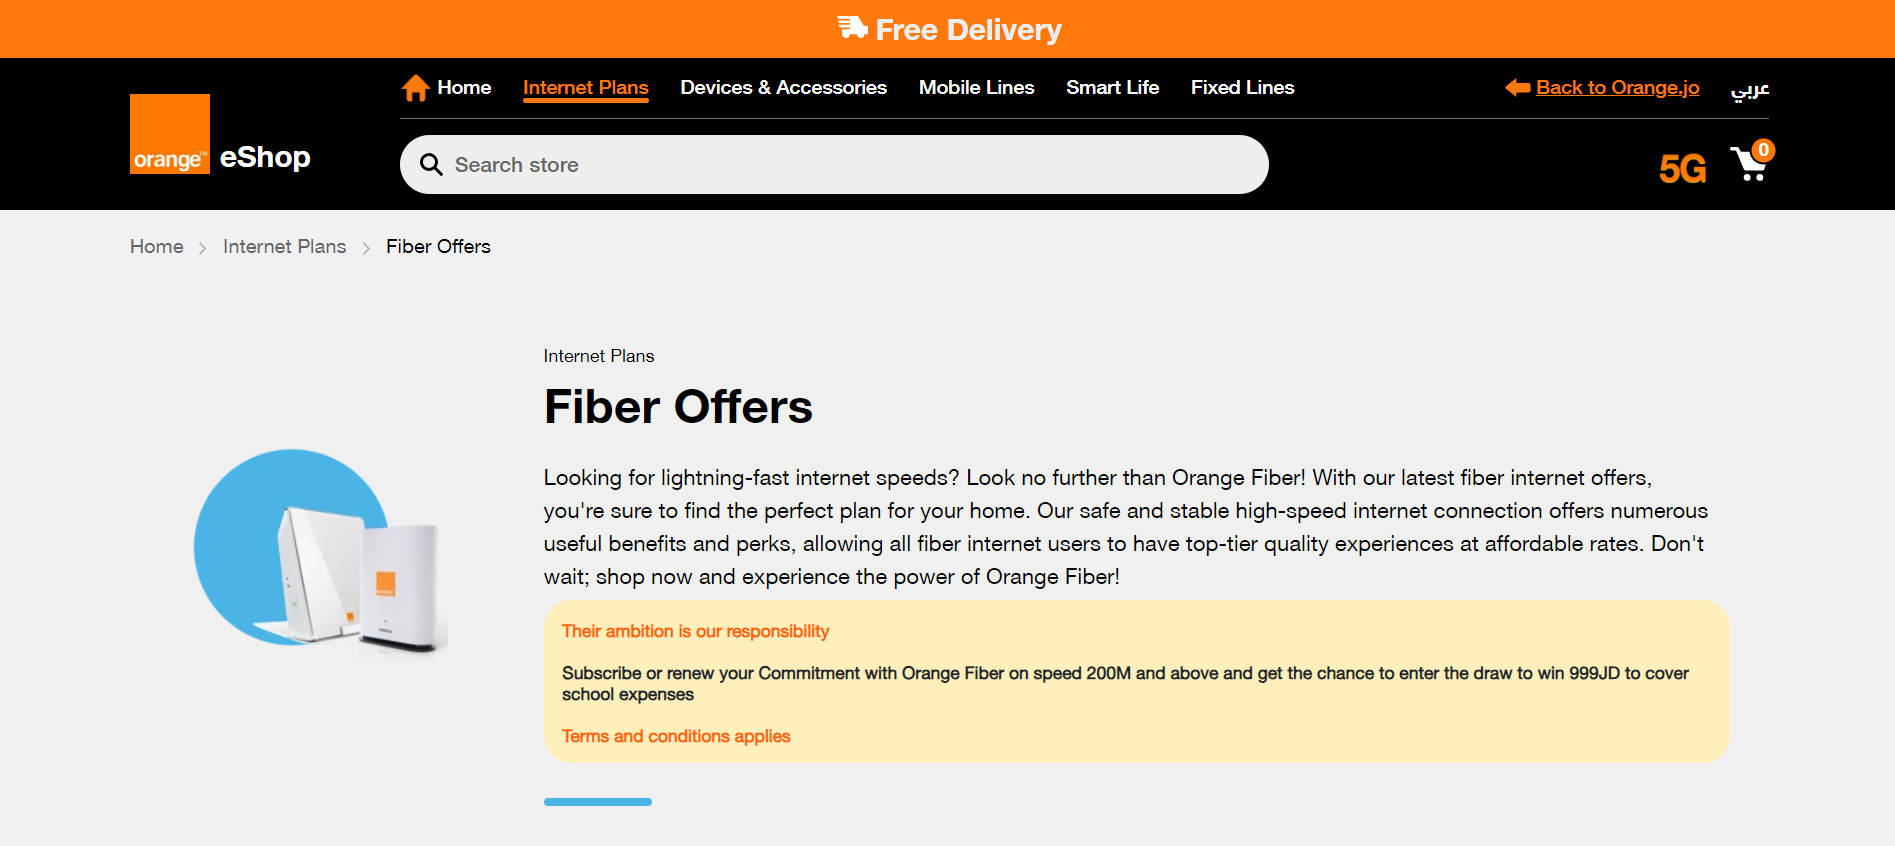 Free Delivery
Home Internet Plans Devices & Accessories Mobile Lines Smart Life Fixed Lines Back to Orange.jo عربي
orange™ eShop
Search store
5G 0
Home Internet Plans Fiber Offers
Internet Plans
Fiber Offers
Looking for lightning-fast internet speeds? Look no further than Orange Fiber! With our latest fiber internet offers,
you're sure to find the perfect plan for your home. Our safe and stable high-speed internet connection offers numerous
useful benefits and perks, allowing all fiber internet users to have top-tier quality experiences at affordable rates. Don't
wait; shop now and experience the power of Orange Fiber!
Their ambition is our responsibility
Subscribe or renew your Commitment with Orange Fiber on speed 200M and above and get the chance to enter the draw to win 999JD to cover
school expenses
Terms and conditions applies